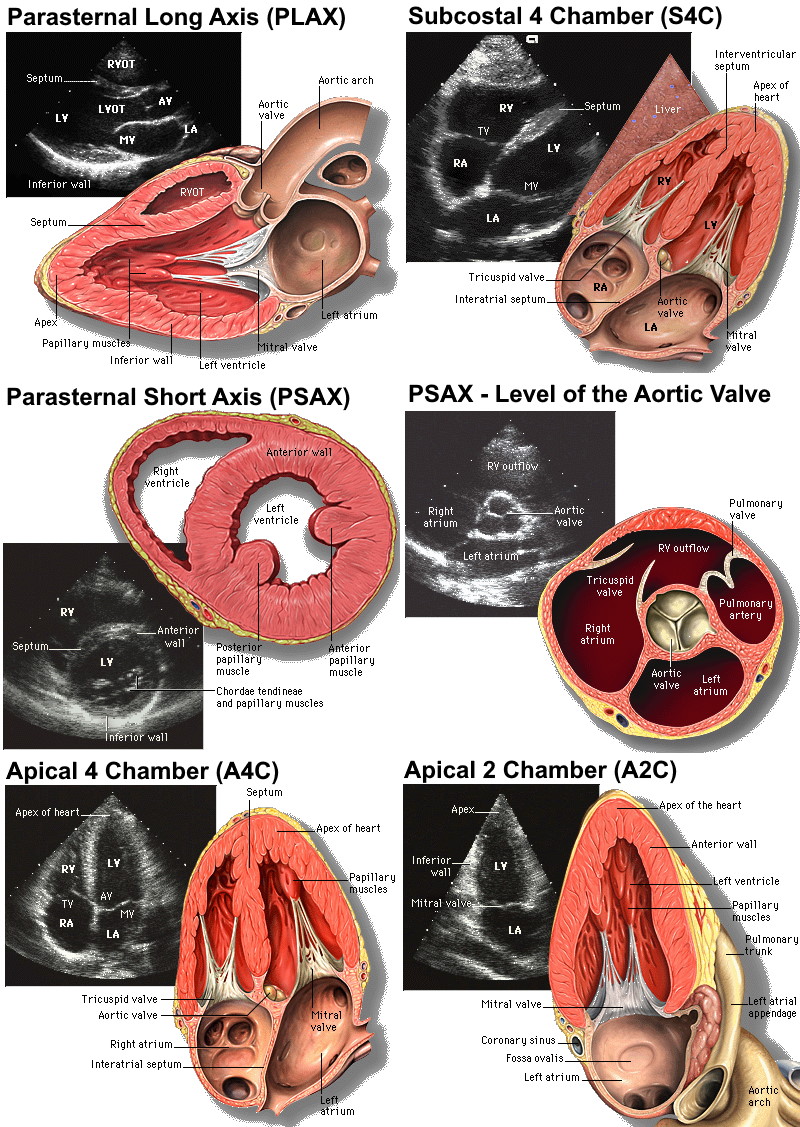 Parasternal Long Axis (PLAX)
RVOT
Septum
LVOT
AV
LV
LA
MV
Inferior wall
Aortic arch
Aortic
valve
RVOT
Septum
Apex
Papillary muscles
Inferior wall
Left ventricle
Mitral valve
Left atrium
Subcostal 4 Chamber (S4C)
RV
Septum
TV
LV
RA
MV
LA
Liver
Interventricular
septum
Apex of
heart
RV
LV
Tricuspid valve
RA
Interatrial septum
Aortic
valve
LA
Mitral
valve
Parasternal Short Axis (PSAX)
Anterior wall
Right
ventricle
Left
ventricle
RV
Septum
Anterior
wall
LV
Posterior
papillary
muscle
Anterior
papillary
muscle
Chordae tendineae
and papillary muscles
Inferior wall
PSAX - Level of the Aortic Valve
RV outflow
Right
atrium
Aortic
valve
Left atrium
Pulmonary
valve
RV outflow
Tricuspid
valve
Pulmonary
artery
Right
atrium
Aortic
valve
Left
atrium
Apical 4 Chamber (A4C)
Apex of heart
RV
LV
TV
AV
MV
RA
LA
Septum
Apex of heart
Papillary
muscles
Tricuspid valve
Aortic valve
Mitral
valve
Right atrium
Interatrial septum
Left
atrium
Apical 2 Chamber (A2C)
Apex
Inferior
wall
LV
Mitral valve
LA
Apex of the heart
Anterior wall
Left ventricle
Papillary
muscles
Pulmonary
trunk
Mitral valve
Left atrial
appendage
Coronary sinus
Fossa ovalis
Left atrium
Aortic
arch